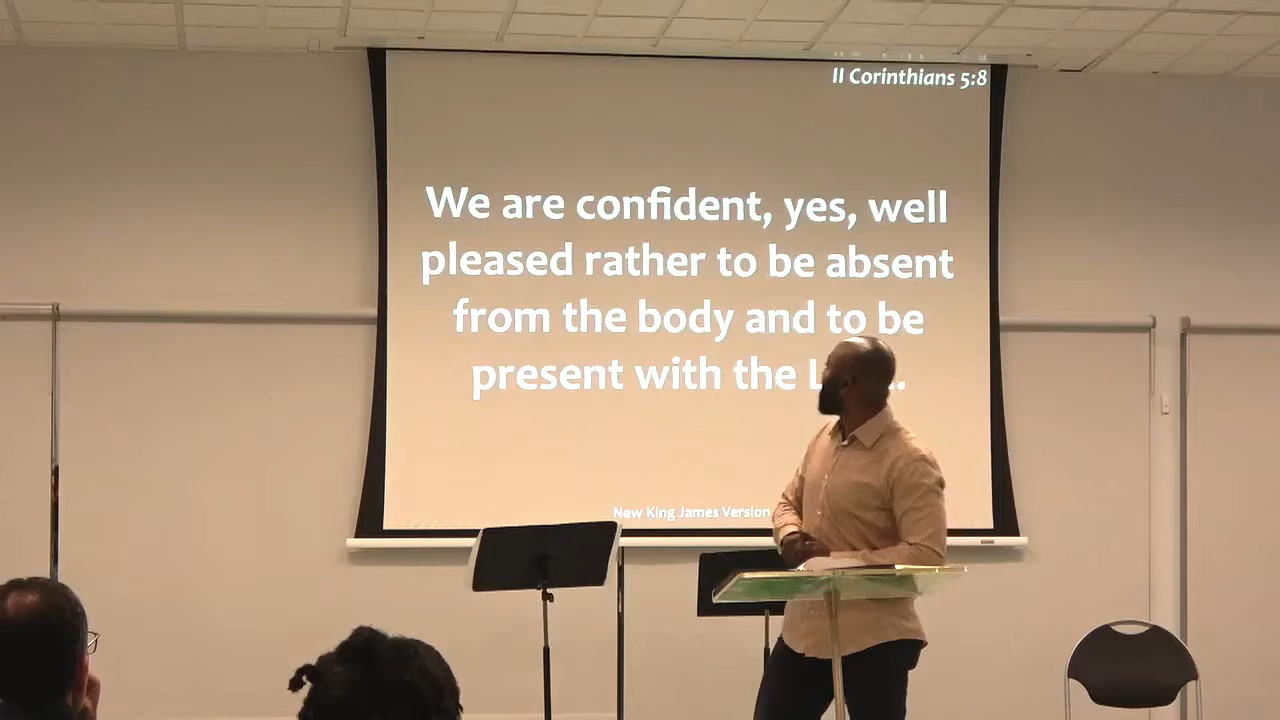 II Corinthians 5:8
We are confident, yes, well
pleased rather to be absent
from the body and to be
present with the
New King James Version